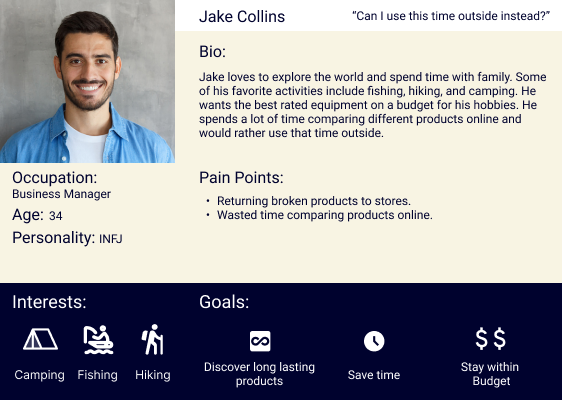 Jake Collins
“Can I use this time outside instead?”
Bio:
Jake loves to explore the world and spend time with family. Some
of his favorite activities include fishing, hiking, and camping. He
wants the best rated equipment on a budget for his hobbies. He
spends a lot of time comparing different products online and
would rather use that time outside.
Occupation:
Business Manager
Age: 34
Personality: INFJ
Pain Points:
• Returning broken products to stores.
• Wasted time comparing products online.
Interests:
Camping
Fishing
Hiking
Goals:
Discover long lasting
products
Save time
$ $
Stay within
Budget